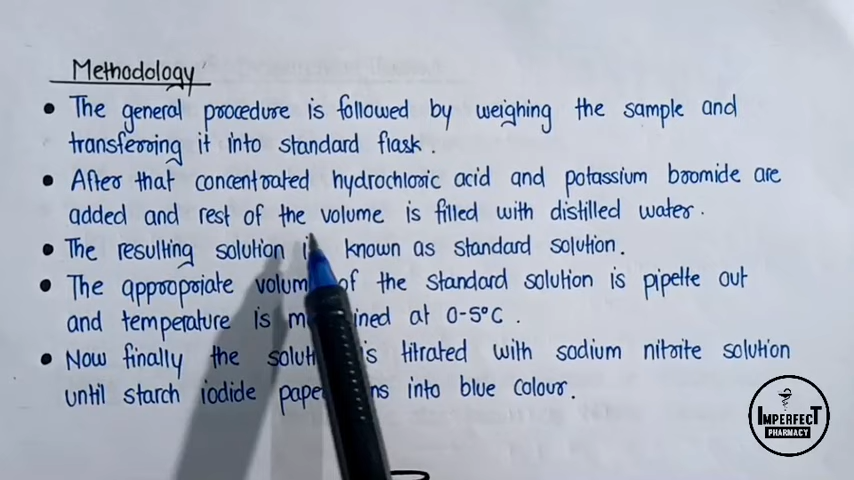 Methodology
• The general procedure is followed by weighing the sample and
transferring it into standard flask.
• After that concentrated hydrochloric acid and potassium bromide are
added and rest of the volume is filled with distilled water.
• The resulting solution known as standard solution.
• The appropriate of the standard solution is pipette out
and temperature is at 0-5°C.
• Now finally the is titrated with sodium nitrite solution
until starch iodide into blue colour.
IMPERFECT
PHARMACY